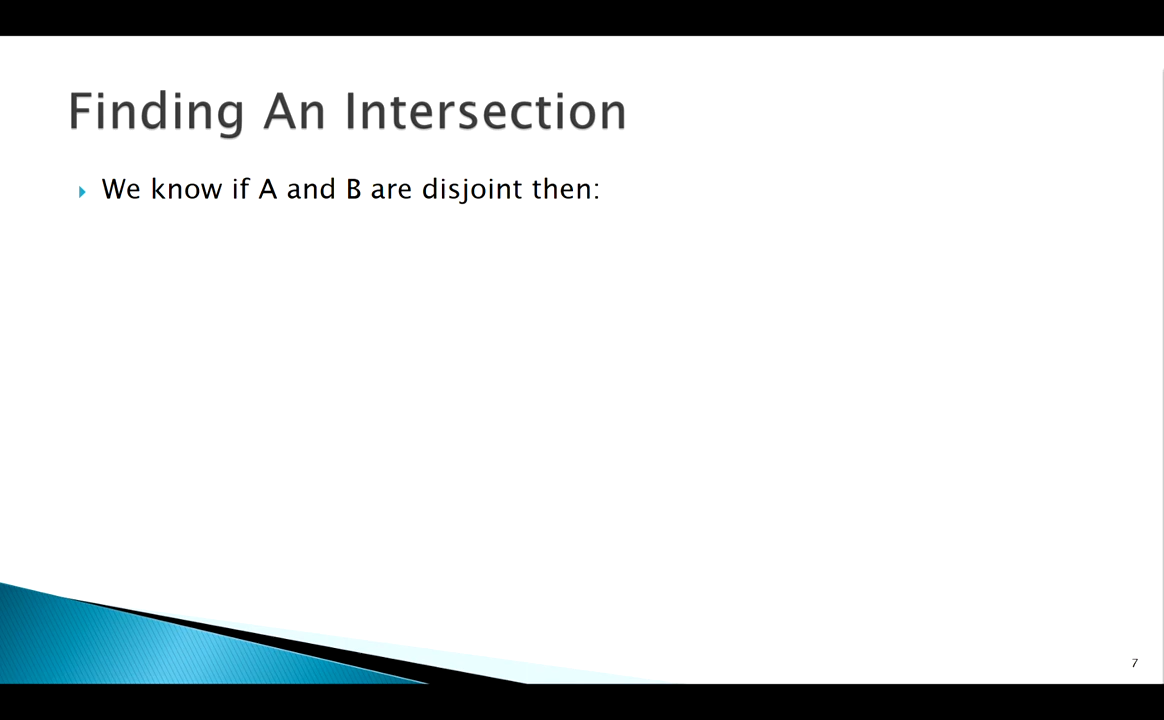 Finding An Intersection
We know if A and B are disjoint then:
7